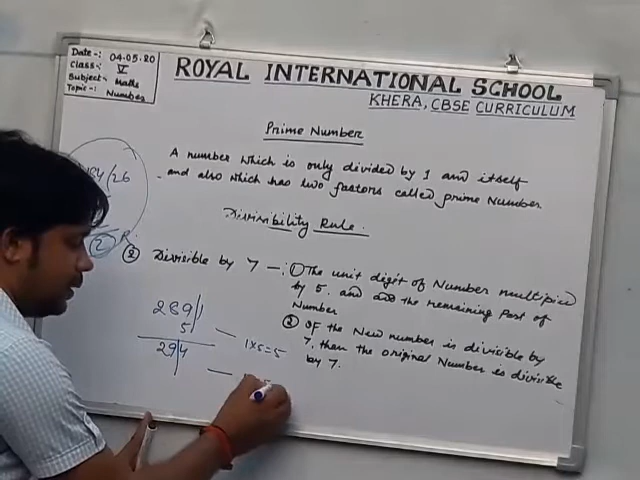 Date-: 04.05.20
Class-: V
Subject-: Maths
Topic-: Number
ROYAL INTERNATIONAL SCHOOL
KHERA, CBSE CURRICULUM
Prime Number
A number which is only divided by 1 and itself
and also which has two factors called prime Number
Divisibility Rule.
② Divisible by 7 —: ① The unit digit of Number multiplied
by 5. and add the remaining Part of
Number
② If the New number is divisible by
7, then the original Number is divisible
by 7.
/26
② R.
289/1
5
1×5=5
29/4